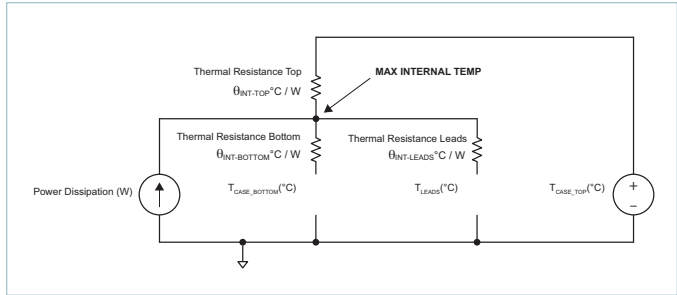 Thermal Resistance Top
θINT-TOP°C / W
MAX INTERNAL TEMP
Thermal Resistance Bottom
θINT-BOTTOM°C / W
Thermal Resistance Leads
θINT-LEADS°C / W
Power Dissipation (W)
TCASE_BOTTOM(°C)
TLEADS(°C)
TCASE_TOP(°C)
+
–